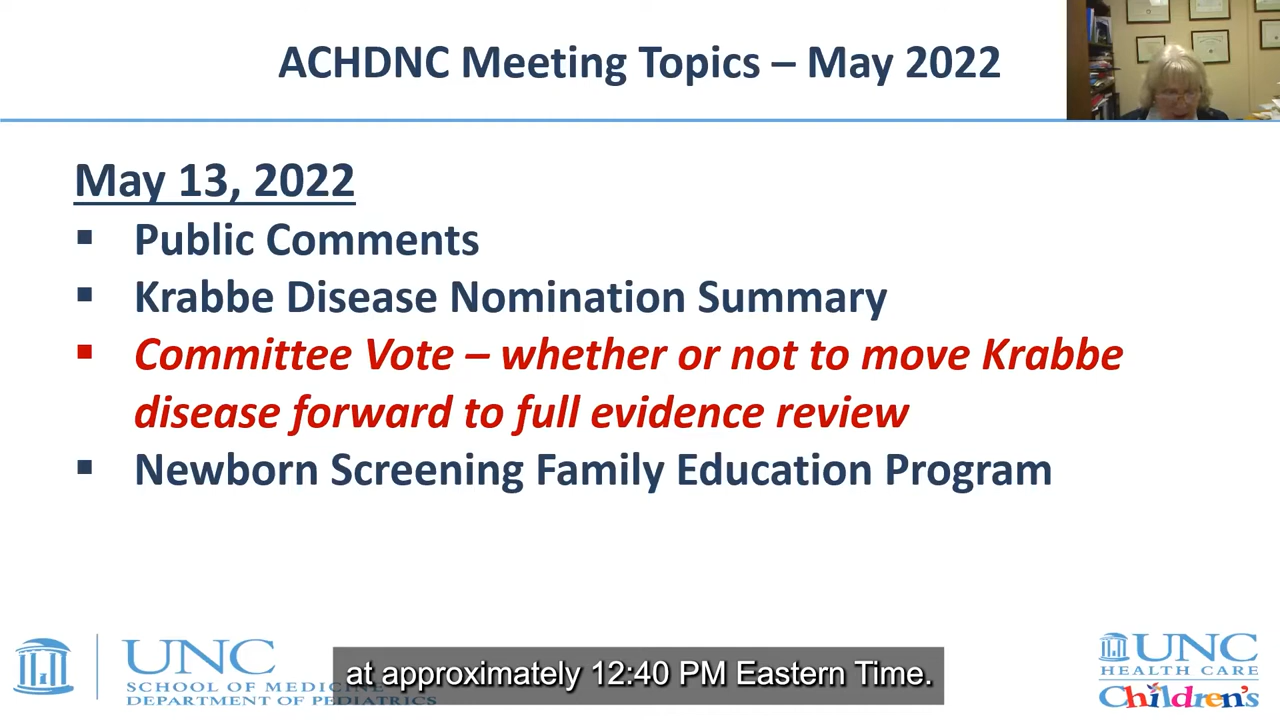 ACHDNC Meeting Topics – May 2022
May 13, 2022
▪ Public Comments
▪ Krabbe Disease Nomination Summary
▪ Committee Vote – whether or not to move Krabbe
disease forward to full evidence review
▪ Newborn Screening Family Education Program
at approximately 12:40 PM Eastern Time.
UNC
SCHOOL OF MEDICINE
DEPARTMENT OF PEDIATRICS
UNC
HEALTH CARE
Children's